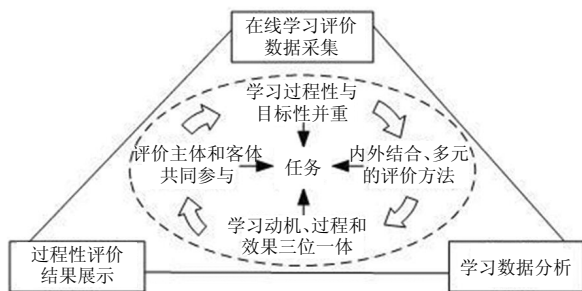 在线学习评价
数据采集
学习过程性与
目标性并重
评价主体和客体
共同参与
任务
内外结合、多元
的评价方法
学习动机、过程和
效果三位一体
过程性评价
结果展示
学习数据分析